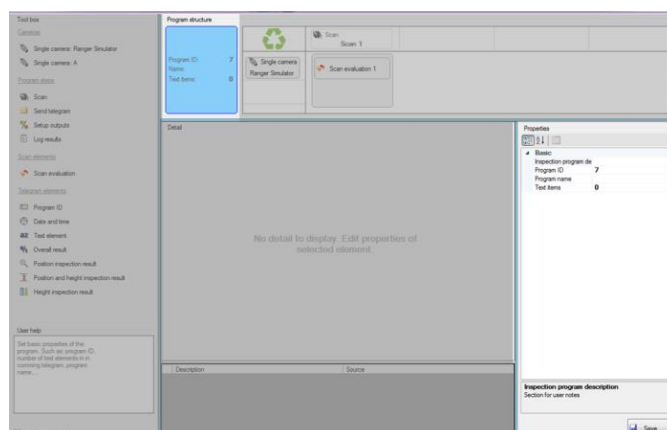 Tool box
Cameras
Single camera: Ranger Simulator
Single camera: A
Program steps
Scan
Send telegram
Setup outputs
Log results
Scan elements
Scan evaluation
Telegram elements
Program ID
Date and time
Text element
Overall result
Position inspection result
Position and height inspection result
Height inspection result
User help
Set basic properties of the
program. Such as: program ID,
number of text elements in in
comming telegram, program
name...
Program structure
Program ID: 7
Name:
Text items: 0
Single camera
Ranger Simulator
Scan
Scan 1
Scan evaluation 1
Detail
No detail to display. Edit properties of
selected element.
Description Source
Properties
Basic
Inspection program de
Program ID 7
Program name
Text items 0
Inspection program description
Section for user notes
Save